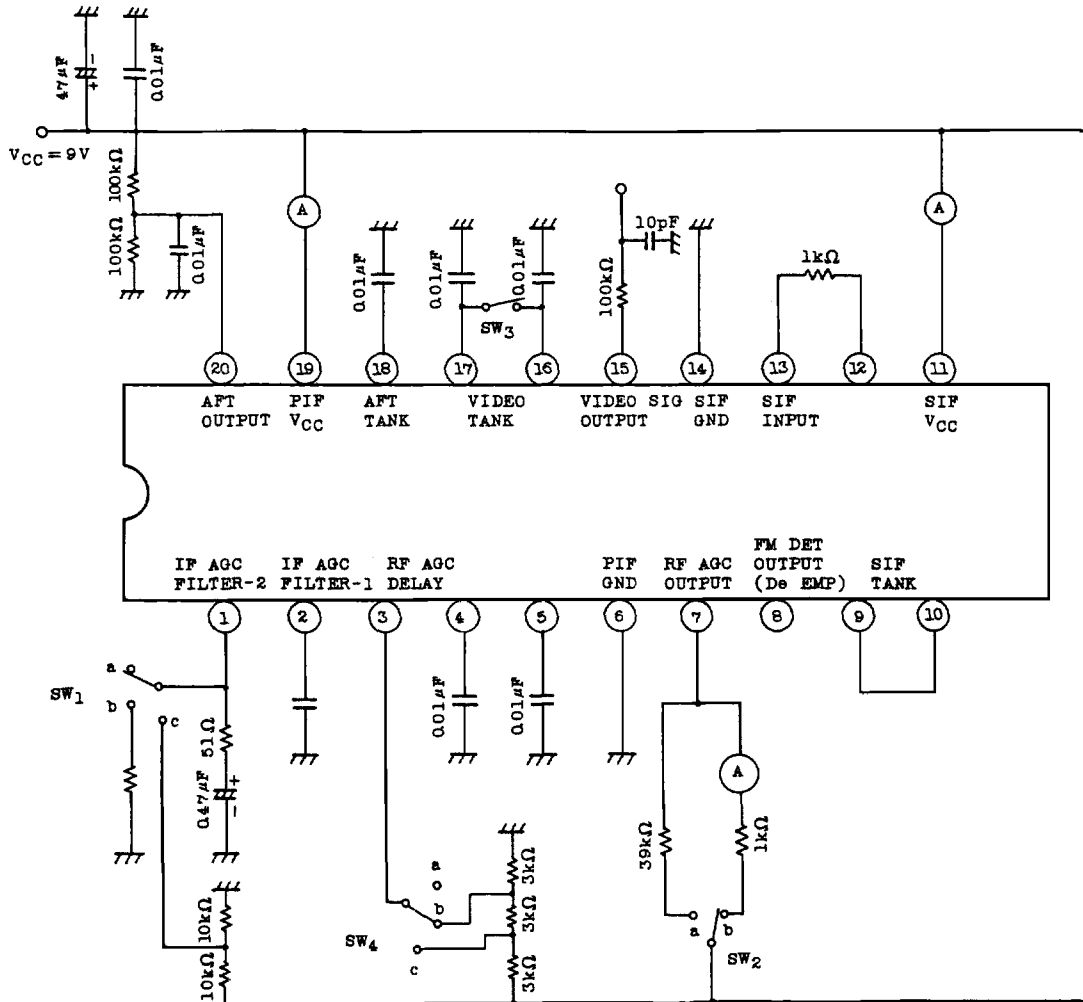 47μF
0.01μF
VCC = 9V
100kΩ
100kΩ
0.01μF
A
0.01μF
0.01μF
0.01μF
SW3
10pF
100kΩ
1kΩ
A
20
19
18
17
16
15
14
13
12
11
AFT OUTPUT
PIF VCC
AFT TANK
VIDEO TANK
VIDEO OUTPUT
SIG SIF GND
SIF INPUT
SIF VCC
IF AGC FILTER-2
IF AGC FILTER-1
RF AGC DELAY
PIF GND
RF AGC OUTPUT
FM DET OUTPUT (De EMP)
SIF TANK
1
2
3
4
5
6
7
8
9
10
SW1
a
b
c
51Ω
0.47μF
+
-
10kΩ
10kΩ
0.01μF
0.01μF
SW4
a
b
c
3kΩ
3kΩ
3kΩ
A
39kΩ
1kΩ
a
b
SW2